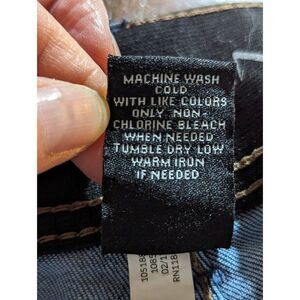 MACHINE WASH
COLD
WITH LIKE COLORS
ONLY NON-
CHLORINE BLEACH
WHEN NEEDED
TUMBLE DRY LOW
WARM IRON
IF NEEDED